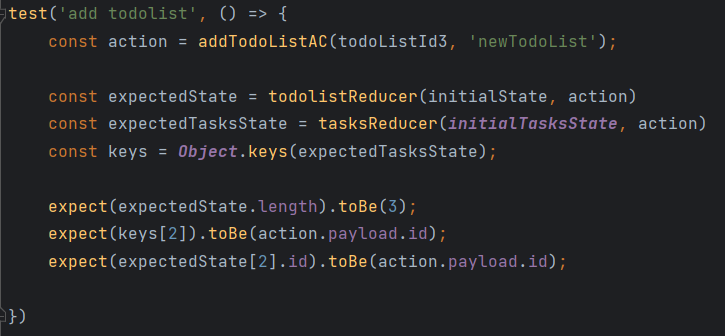 test('add todolist', () => {
    const action = addTodoListAC(todoListId3, 'newTodoList');
    const expectedState = todolistReducer(initialState, action)
    const expectedTasksState = tasksReducer(initialTasksState, action)
    const keys = Object.keys(expectedTasksState);
    expect(expectedState.length).toBe(3);
    expect(keys[2]).toBe(action.payload.id);
    expect(expectedState[2].id).toBe(action.payload.id);
})